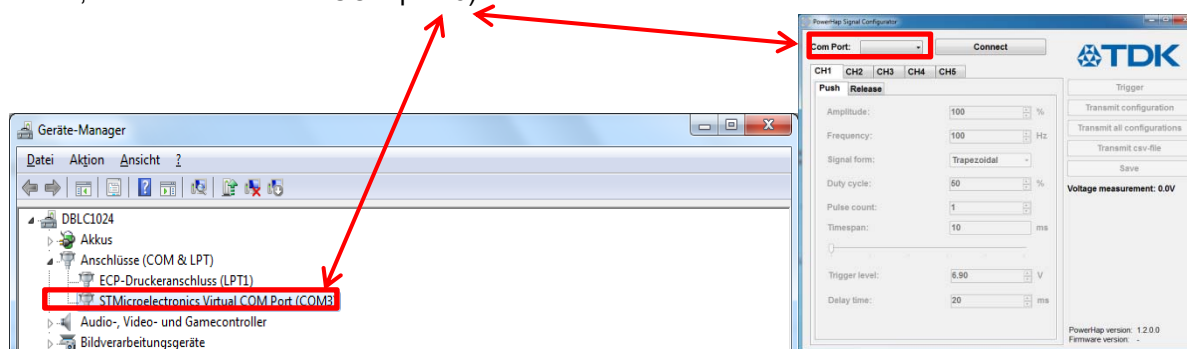 Geräte-Manager
Datei Aktion Ansicht ?
DBLC1024
Akkus
Anschlüsse (COM & LPT)
ECP-Druckeranschluss (LPT1)
STMicroelectronics Virtual COM Port (COM3)
Audio-, Video- und Gamecontroller
Bildverarbeitungsgeräte
PowerHap Signal Configurator
Com Port: Connect
TDK
CH1 CH2 CH3 CH4 CH5
Push Release
Amplitude: 100 %
Frequency: 100 Hz
Signal form: Trapezoidal
Duty cycle: 50 %
Pulse count: 1
Timespan: 10 ms
Trigger level: 6.90 V
Delay time: 20 ms
Trigger
Transmit configuration
Transmit all configurations
Transmit csv-file
Save
Voltage measurement: 0.0V
PowerHap version: 1.2.0.0
Firmware version: -